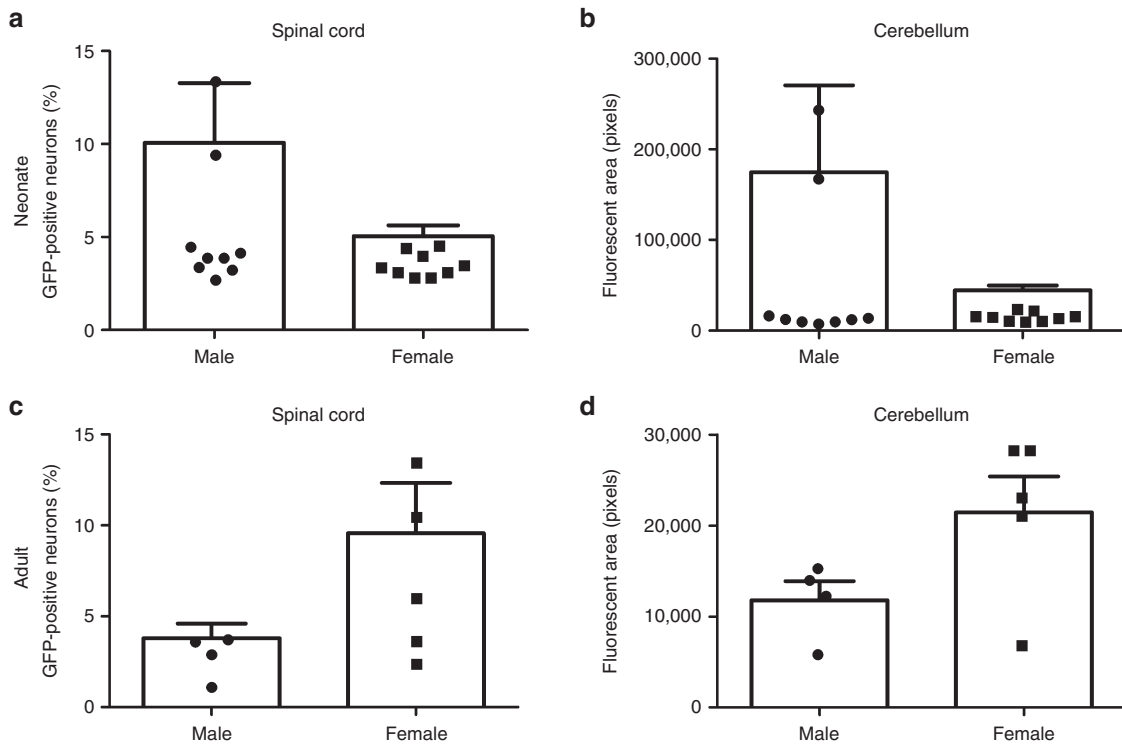 a
Spinal cord
Neonate
GFP-positive neurons (%)
15
10
5
0
Male
Female
b
Cerebellum
Fluorescent area (pixels)
300,000
200,000
100,000
0
Male
Female
c
Spinal cord
Adult
GFP-positive neurons (%)
15
10
5
0
Male
Female
d
Cerebellum
Fluorescent area (pixels)
30,000
20,000
10,000
0
Male
Female